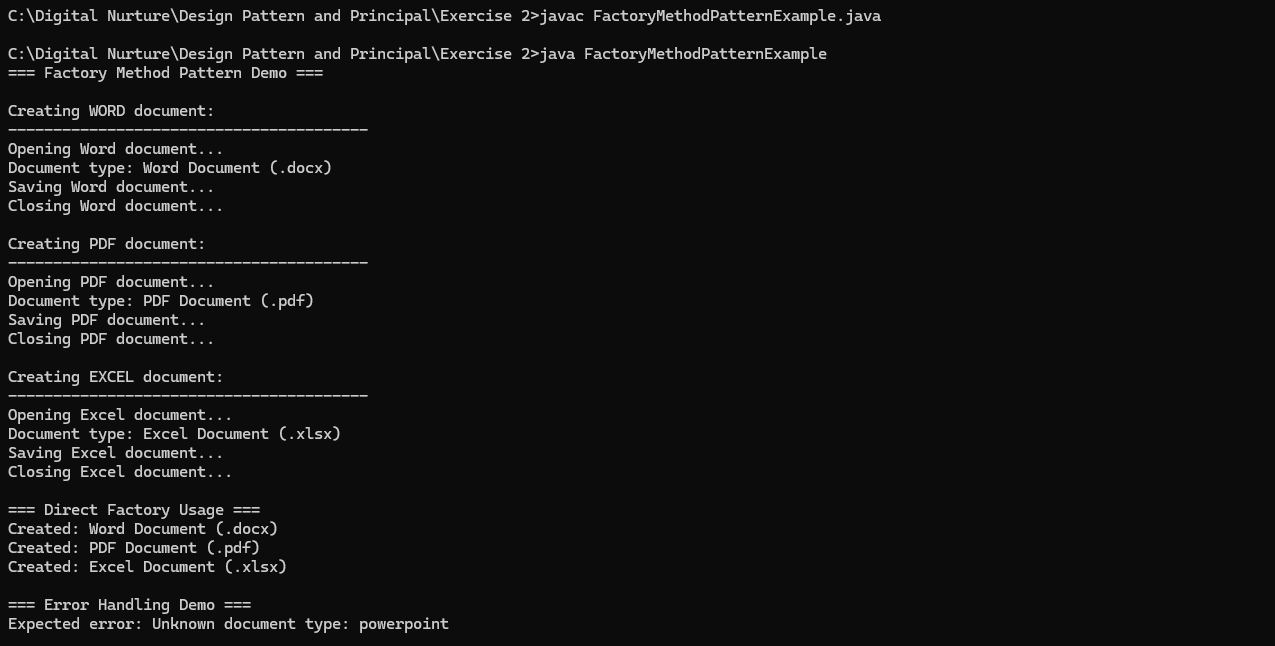 C:\Digital Nurture\Design Pattern and Principal\Exercise 2>javac FactoryMethodPatternExample.java
C:\Digital Nurture\Design Pattern and Principal\Exercise 2>java FactoryMethodPatternExample
=== Factory Method Pattern Demo ===
Creating WORD document:
----------------------------------------
Opening Word document...
Document type: Word Document (.docx)
Saving Word document...
Closing Word document...
Creating PDF document:
----------------------------------------
Opening PDF document...
Document type: PDF Document (.pdf)
Saving PDF document...
Closing PDF document...
Creating EXCEL document:
----------------------------------------
Opening Excel document...
Document type: Excel Document (.xlsx)
Saving Excel document...
Closing Excel document...
=== Direct Factory Usage ===
Created: Word Document (.docx)
Created: PDF Document (.pdf)
Created: Excel Document (.xlsx)
=== Error Handling Demo ===
Expected error: Unknown document type: powerpoint